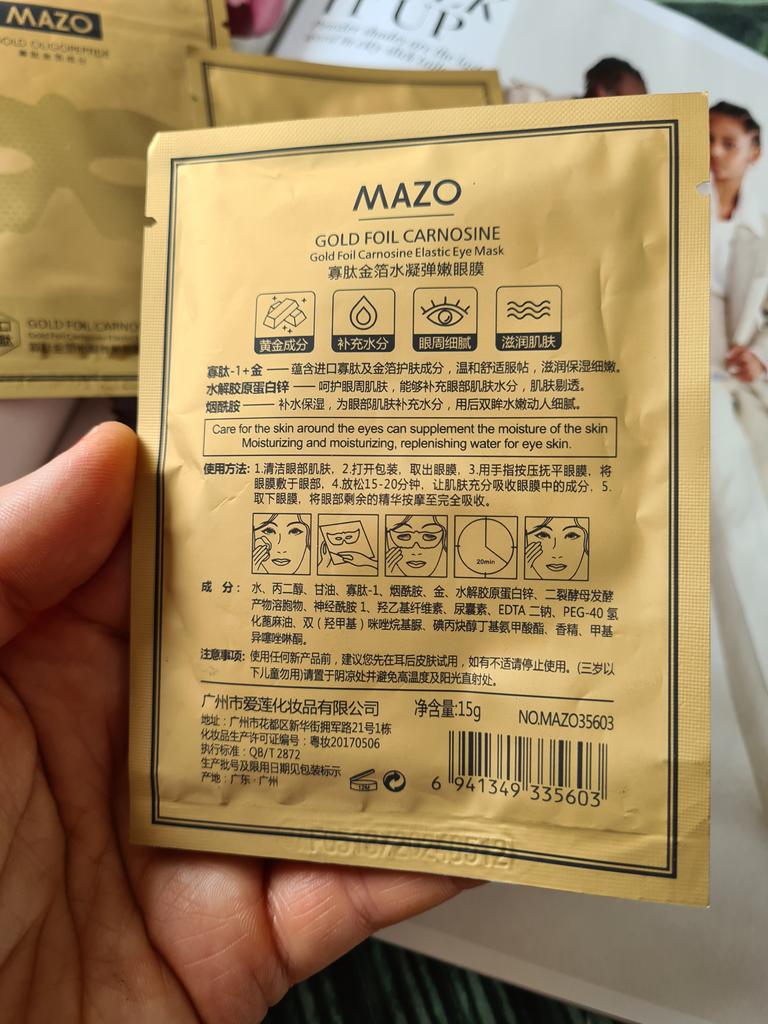 MAZO
GOLD OLIGOPEPTIDE
UP
MAZO
GOLD FOIL CARNOSINE
Gold Foil Carnosine Elastic Eye Mask
寡肽金箔水凝弹嫩眼膜
黄金成分
补充水分
眼周细腻
滋润肌肤
寡肽-1+金 —— 蕴含进口寡肽及金箔护肤成分，温和舒适服帖，滋润保湿细嫩。
水解胶原蛋白锌 —— 呵护眼周肌肤，能够补充眼部肌肤水分，肌肤剔透。
烟酰胺 —— 补水保湿，为眼部肌肤补充水分，用后双眸水嫩动人细腻。
Care for the skin around the eyes can supplement the moisture of the skin
Moisturizing and moisturizing, replenishing water for eye skin.
使用方法: 1.清洁眼部肌肤，2.打开包装，取出眼膜，3.用手指按压抚平眼膜，将
眼膜敷于眼部，4.放松15-20分钟，让肌肤充分吸收眼膜中的成分，5.
取下眼膜，将眼部剩余的精华按摩至完全吸收。
20min
成 分: 水、丙二醇、甘油、寡肽-1、烟酰胺、金、水解胶原蛋白锌、二裂酵母发酵
产物溶胞物、神经酰胺 1、羟乙基纤维素、尿囊素、EDTA 二钠、PEG-40 氢
化蓖麻油、双（羟甲基）咪唑烷基脲、碘丙炔醇丁基氨甲酸酯、香精、甲基
异噻唑啉酮。
注意事项: 使用任何新产品前，建议您先在耳后皮肤试用，如有不适请停止使用。(三岁以
下儿童勿用)请置于阴凉处并避免高温度及阳光直射处。
广州市爱莲化妆品有限公司
净含量:15g
NO.MAZO35603
地址：广州市花都区新华街拥军路21号1栋
化妆品生产许可证编号：粤妆20170506
执行标准：QB/T 2872
生产批号及限用日期见包装标示
产地：广东·广州
12M
6 941349 335603
GOLD FOIL CARNO